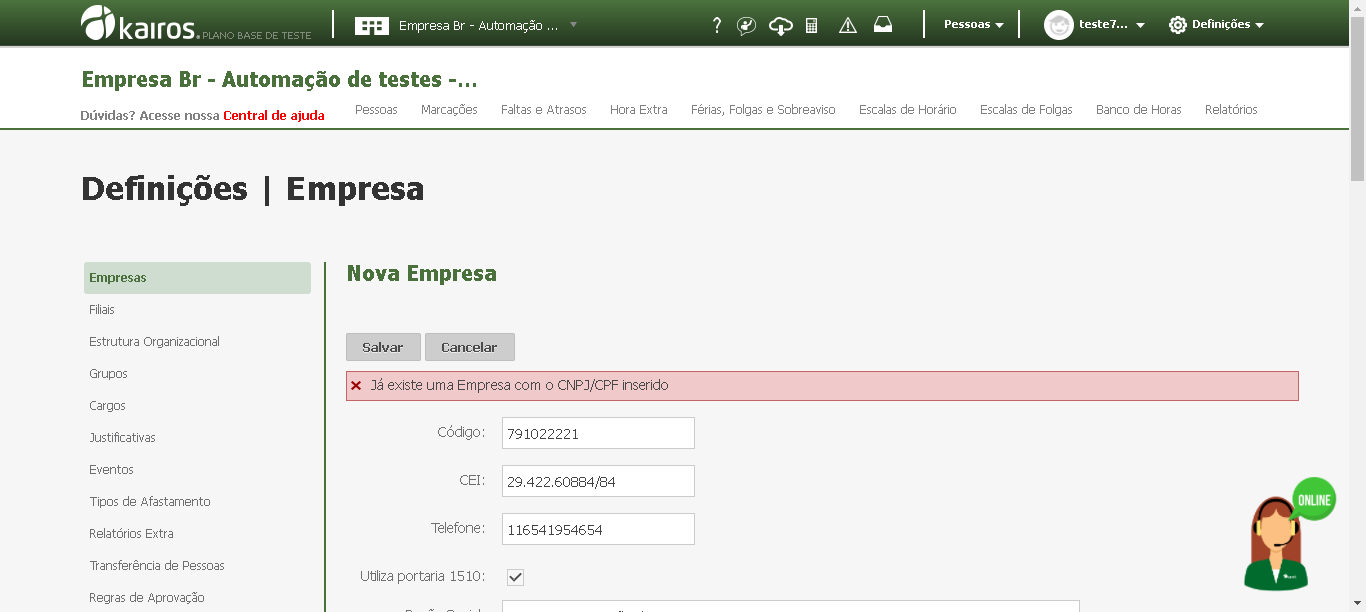 kairos. PLANO BASE DE TESTE
Empresa Br - Automação ...
?
Pessoas
teste7...
Definições
Empresa Br - Automação de testes -...
Dúvidas? Acesse nossa Central de ajuda
Pessoas
Marcações
Faltas e Atrasos
Hora Extra
Férias, Folgas e Sobreaviso
Escalas de Horário
Escalas de Folgas
Banco de Horas
Relatórios
Definições | Empresa
Empresas
Filiais
Estrutura Organizacional
Grupos
Cargos
Justificativas
Eventos
Tipos de Afastamento
Relatórios Extra
Transferência de Pessoas
Regras de Aprovação
Nova Empresa
Salvar
Cancelar
Já existe uma Empresa com o CNPJ/CPF inserido
Código: 791022221
CEI: 29.422.60884/84
Telefone: 116541954654
Utiliza portaria 1510:
ONLINE